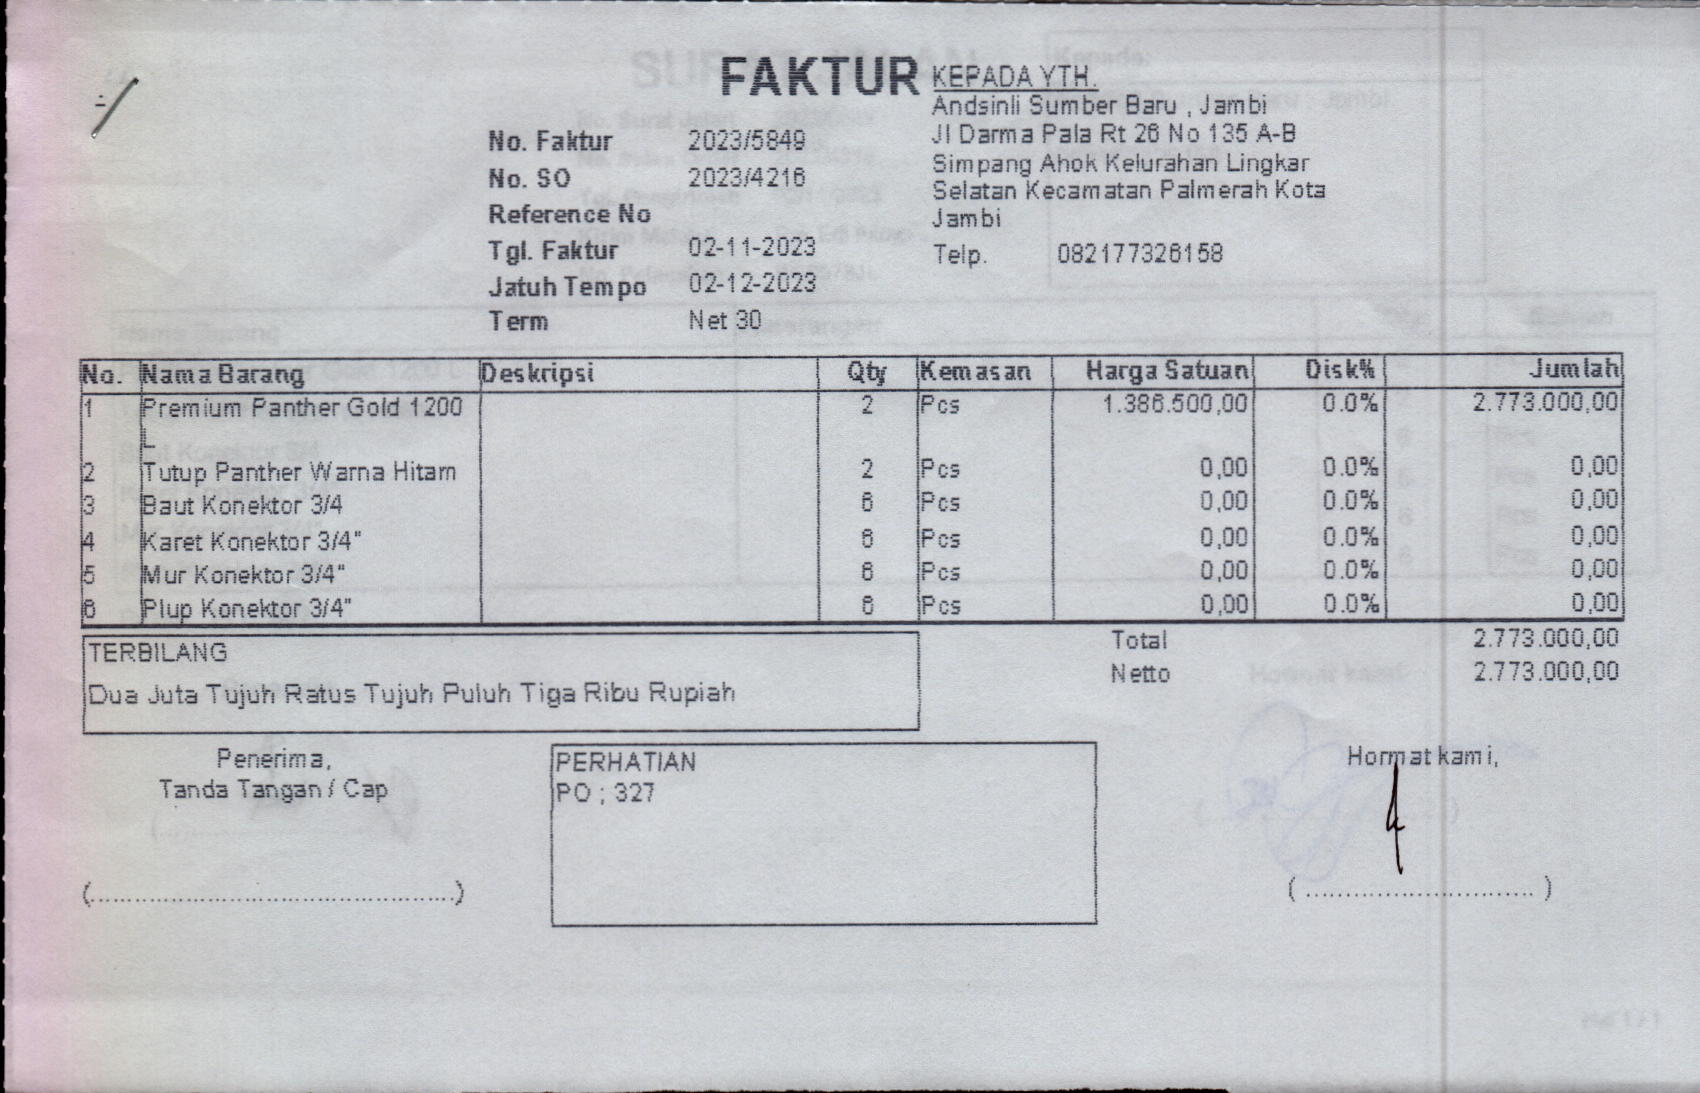 FAKTUR
KEPADA YTH.
Andsinli Sumber Baru , Jambi
Jl Darma Pala Rt 26 No 135 A-B
Simpang Ahok Kelurahan Lingkar
Selatan Kecamatan Palmerah Kota
Jambi
Telp. 082177326158
No. Faktur 2023/5849
No. SO 2023/4216
Reference No
Tgl. Faktur 02-11-2023
Jatuh Tempo 02-12-2023
Term Net 30
No. Nama Barang Deskripsi Qty Kemasan Harga Satuan Disk% Jumlah
1 Premium Panther Gold 1200 2 Pcs 1.386.500,00 0.0% 2.773.000,00
L
2 Tutup Panther Warna Hitam 2 Pcs 0,00 0.0% 0,00
3 Baut Konektor 3/4 6 Pcs 0,00 0.0% 0,00
4 Karet Konektor 3/4" 6 Pcs 0,00 0.0% 0,00
5 Mur Konektor 3/4" 6 Pcs 0,00 0.0% 0,00
6 Plup Konektor 3/4" 6 Pcs 0,00 0.0% 0,00
Total 2.773.000,00
Netto 2.773.000,00
TERBILANG
Dua Juta Tujuh Ratus Tujuh Puluh Tiga Ribu Rupiah
Penerima,
Tanda Tangan / Cap
(..............................................)
PERHATIAN
PO ; 327
Hormat kami,
( ............................. )